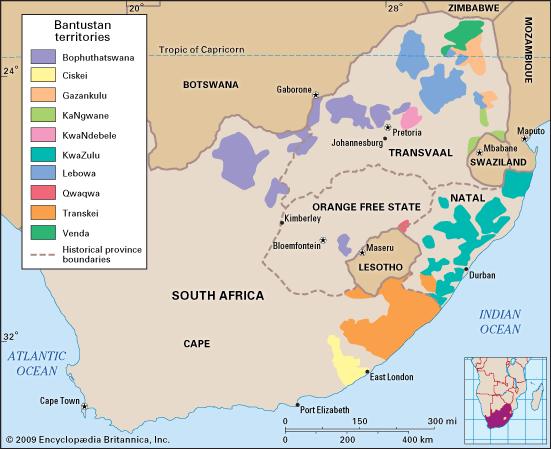 20°
28°
ZIMBABWE
Bantustan
territories
Bophuthatswana
Ciskei
Gazankulu
KaNgwane
KwaNdebele
KwaZulu
Lebowa
Qwaqwa
Transkei
Venda
Historical province
boundaries
Tropic of Capricorn
24°
BOTSWANA
MOZAMBIQUE
Gaborone
Pretoria
Johannesburg
TRANSVAAL
Maputo
Mbabane
SWAZILAND
ORANGE FREE STATE
NATAL
Kimberley
Bloemfontein
Maseru
LESOTHO
Durban
SOUTH AFRICA
INDIAN
OCEAN
32°
CAPE
ATLANTIC
OCEAN
East London
Cape Town
Port Elizabeth
0 150 300 mi
0 200 400 km
© 2009 Encyclopædia Britannica, Inc.